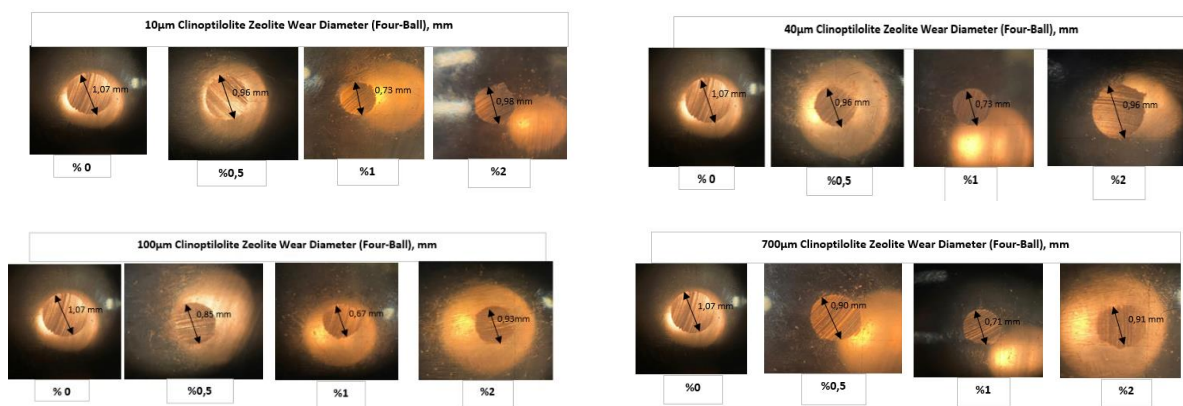 10µm Clinoptilolite Zeolite Wear Diameter (Four-Ball), mm
1,07 mm
0,96 mm
0,73 mm
0,98 mm
% 0
%0,5
%1
%2
40µm Clinoptilolite Zeolite Wear Diameter (Four-Ball), mm
1,07 mm
0,96 mm
0,73 mm
0,96 mm
% 0
%0,5
%1
%2
100µm Clinoptilolite Zeolite Wear Diameter (Four-Ball), mm
1,07 mm
0,85 mm
0,67 mm
0,93mm
% 0
%0,5
%1
%2
700µm Clinoptilolite Zeolite Wear Diameter (Four-Ball), mm
1,07 mm
0,90 mm
0,71 mm
0,91 mm
%0
%0,5
%1
%2